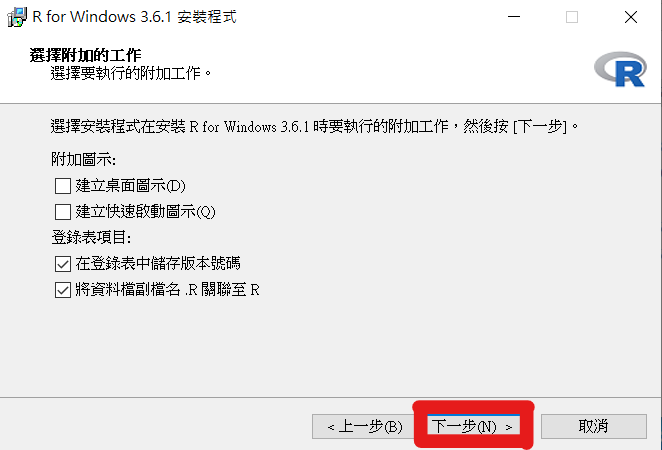 R for Windows 3.6.1 安裝程式
選擇附加的工作
選擇要執行的附加工作。
R
選擇安裝程式在安裝 R for Windows 3.6.1 時要執行的附加工作，然後按 [下一步]。
附加圖示:
建立桌面圖示(D)
建立快速啟動圖示(Q)
登錄表項目:
在登錄表中儲存版本號碼
將資料檔副檔名 .R 關聯至 R
< 上一步(B) 下一步(N) > 取消